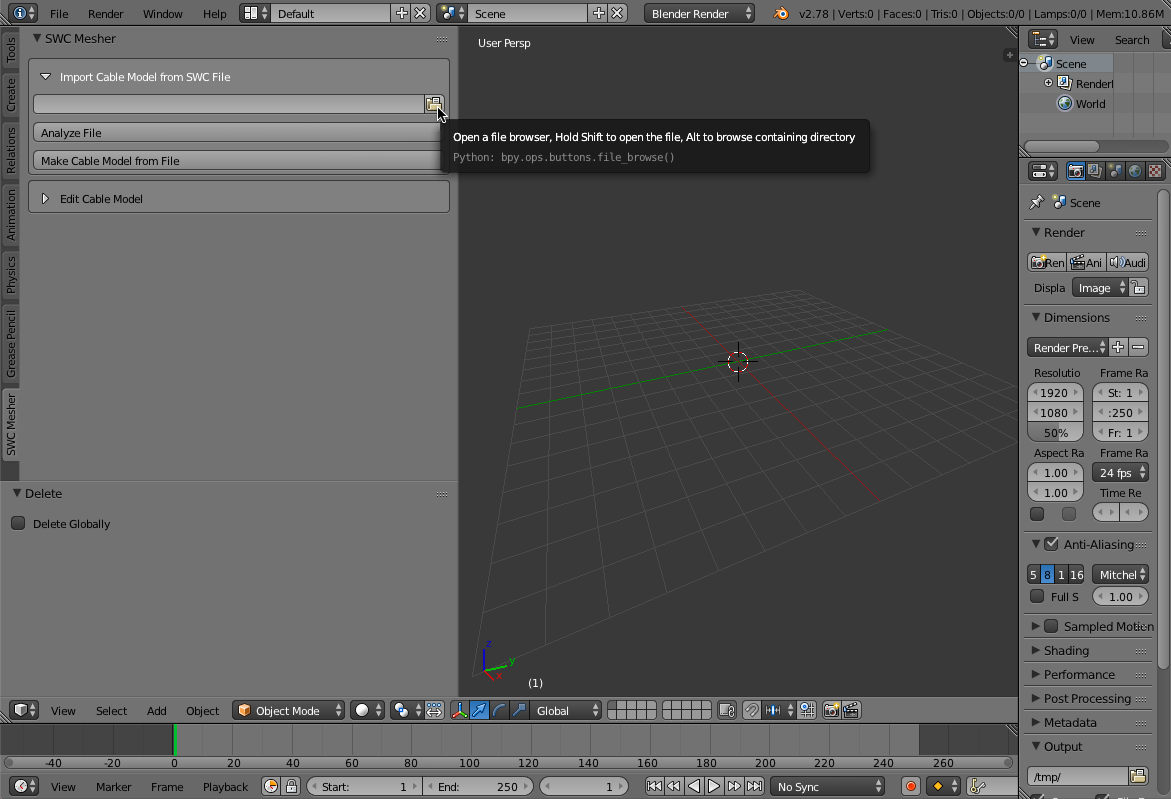 File Render Window Help Default Scene Blender Render v2.78 | Verts:0 | Faces:0 | Tris:0 | Objects:0/0 | Lamps:0/0 | Mem:10.86M
SWC Mesher
Import Cable Model from SWC File
Analyze File
Make Cable Model from File
Edit Cable Model
Tools
Create
Relations
Animation
Physics
Grease Pencil
SWC Mesher
Delete
Delete Globally
User Persp
Open a file browser, Hold Shift to open the file, Alt to browse containing directory
Python: bpy.ops.buttons.file_browse()
z
y
x
(1)
View Search
Scene
Renderl
World
Scene
Render
Ren Ani Audi
Displa Image
Dimensions
Render Pre...
Resolutio Frame Ra
1920 St: 1
1080 :250
50% Fr: 1
Aspect Ra Frame Ra
1.00 24 fps
1.00 Time Re
Anti-Aliasing
5 8 1 16 Mitchel
Full S 1.00
Sampled Motion
Shading
Performance
Post Processing
Metadata
Output
/tmp/
View Select Add Object Object Mode Global
-40 -20 0 20 40 60 80 100 120 140 160 180 200 220 240 260
View Marker Frame Playback Start: 1 End: 250 1 No Sync